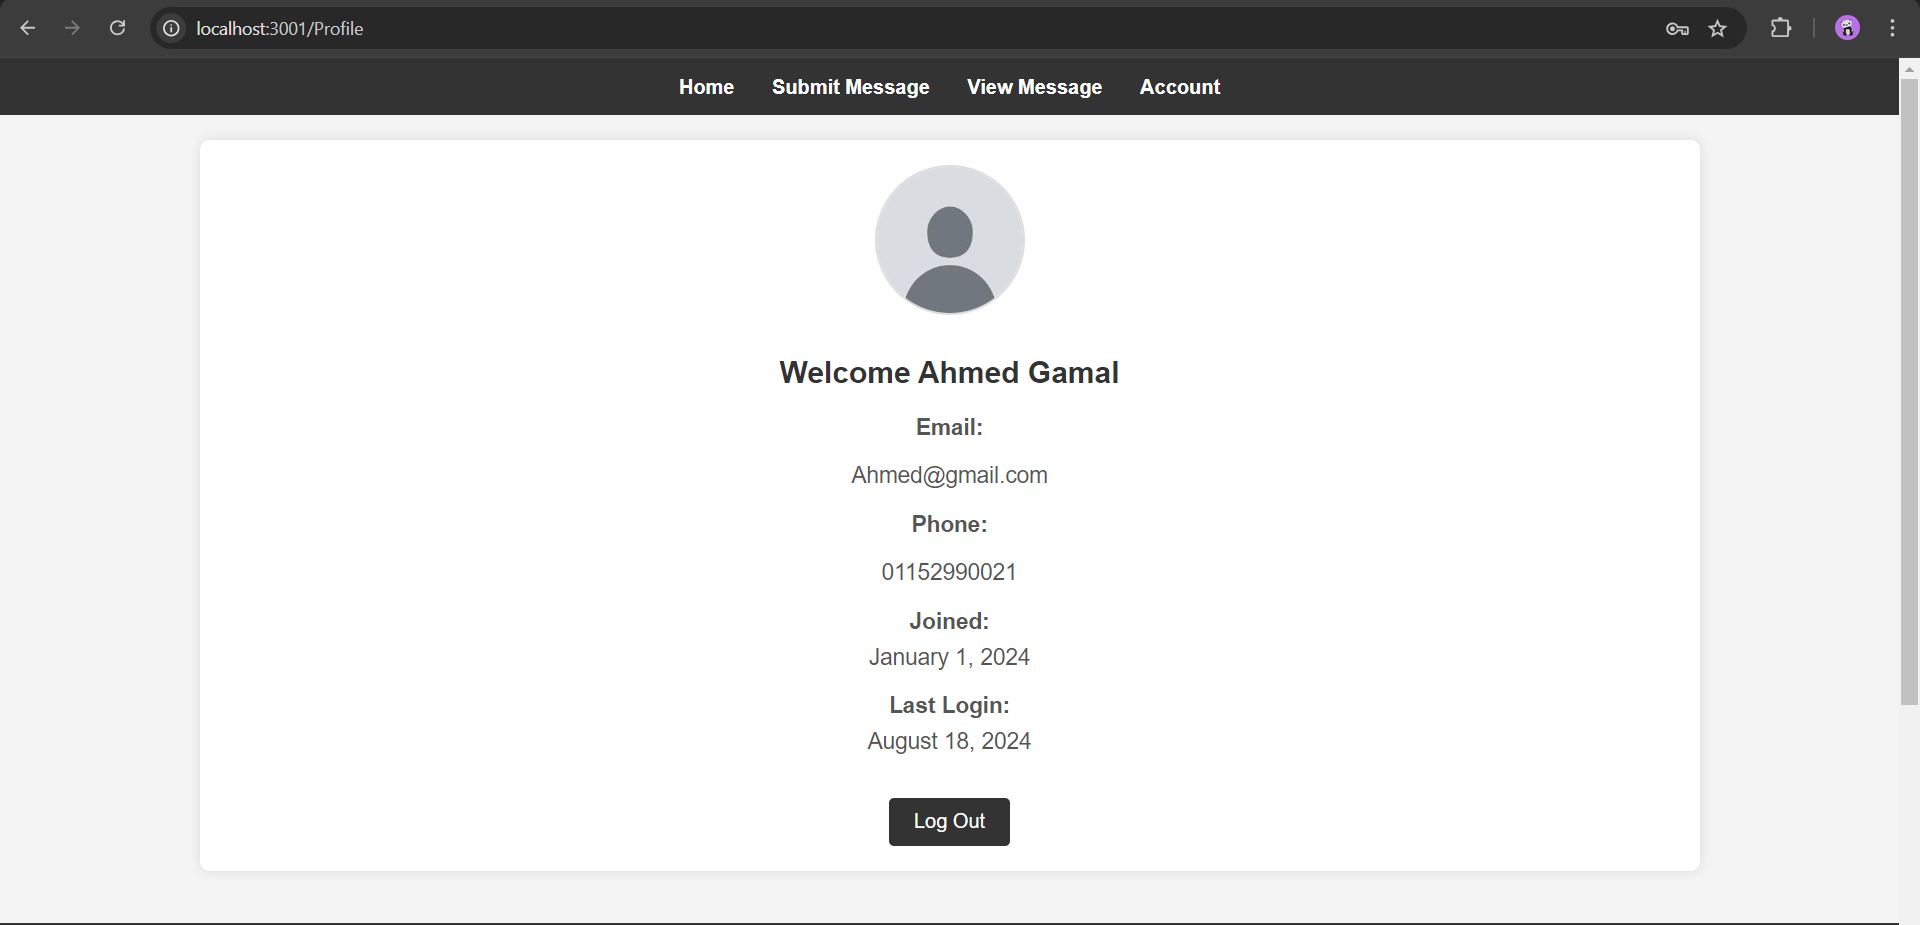 localhost:3001/Profile
Home Submit Message View Message Account
Welcome Ahmed Gamal
Email:
Ahmed@gmail.com
Phone:
01152990021
Joined:
January 1, 2024
Last Login:
August 18, 2024
Log Out